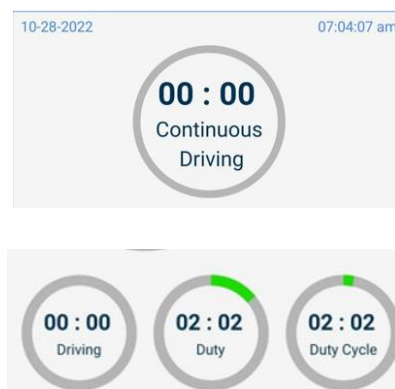 10-28-2022 07:04:07 am
00 : 00
Continuous
Driving
00 : 00 02 : 02 02 : 02
Driving Duty Duty Cycle